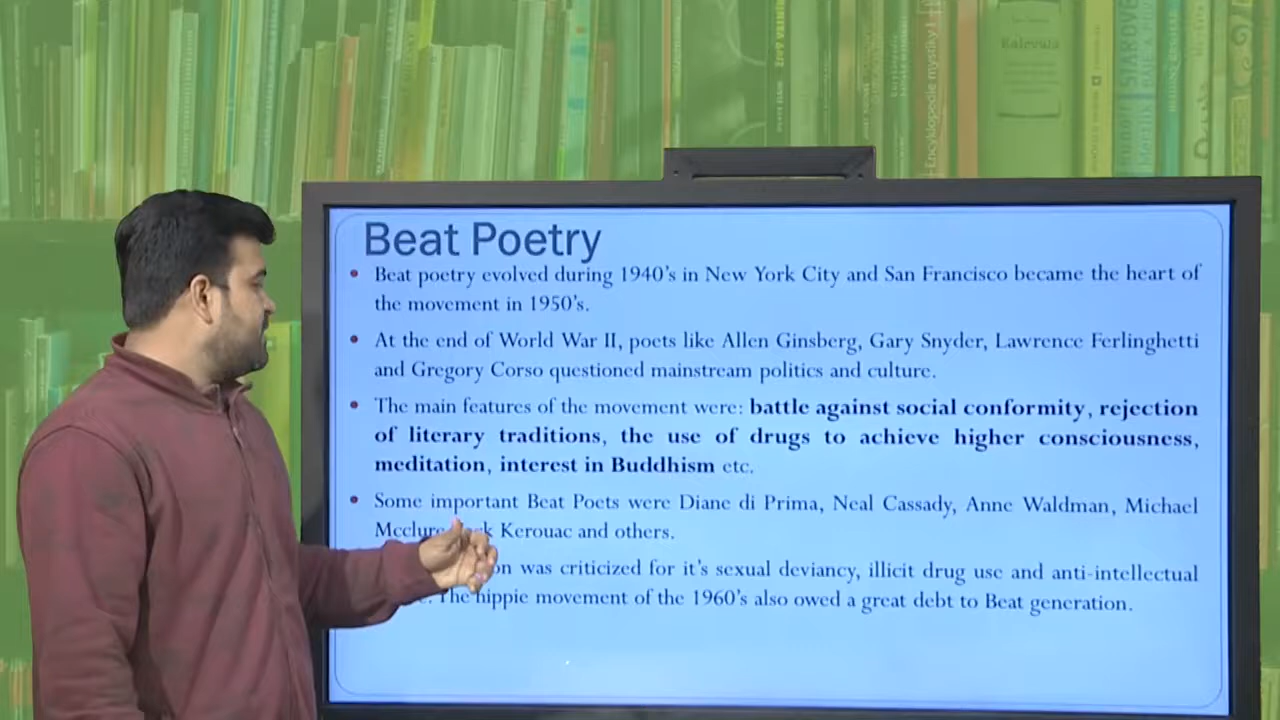 Kalevala
Encyklopedie mystiky I
Beat Poetry
• Beat poetry evolved during 1940's in New York City and San Francisco became the heart of
the movement in 1950's.
• At the end of World War II, poets like Allen Ginsberg, Gary Snyder, Lawrence Ferlinghetti
and Gregory Corso questioned mainstream politics and culture.
• The main features of the movement were: battle against social conformity, rejection
of literary traditions, the use of drugs to achieve higher consciousness,
meditation, interest in Buddhism etc.
• Some important Beat Poets were Diane di Prima, Neal Cassady, Anne Waldman, Michael
Mcclure Kerouac and others.
was criticized for it's sexual deviancy, illicit drug use and anti-intellectual
The hippie movement of the 1960's also owed a great debt to Beat generation.